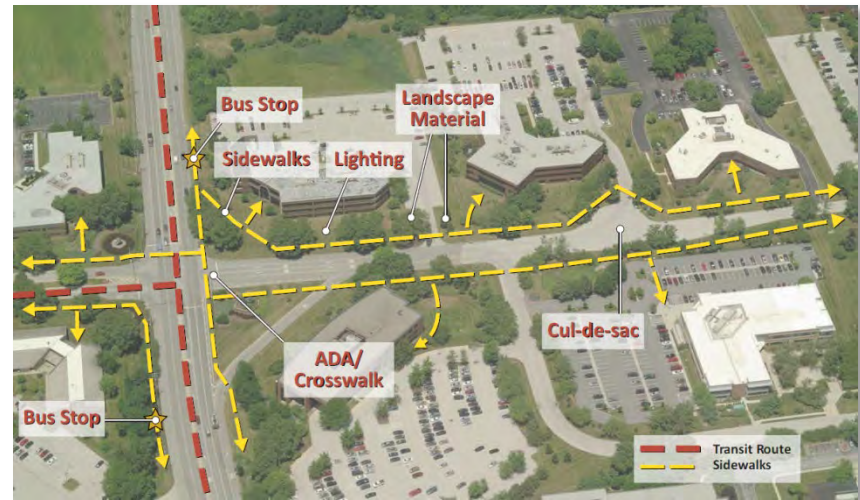 Bus Stop
Landscape
Material
Sidewalks
Lighting
Cul-de-sac
ADA/
Crosswalk
Bus Stop
Transit Route
Sidewalks